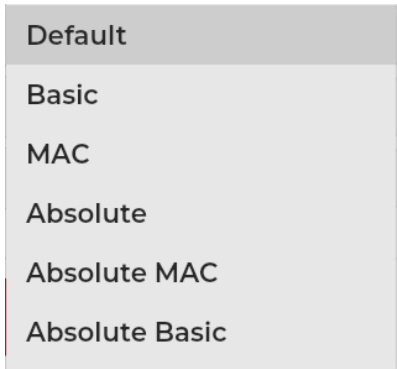 Default
Basic
MAC
Absolute
Absolute MAC
Absolute Basic